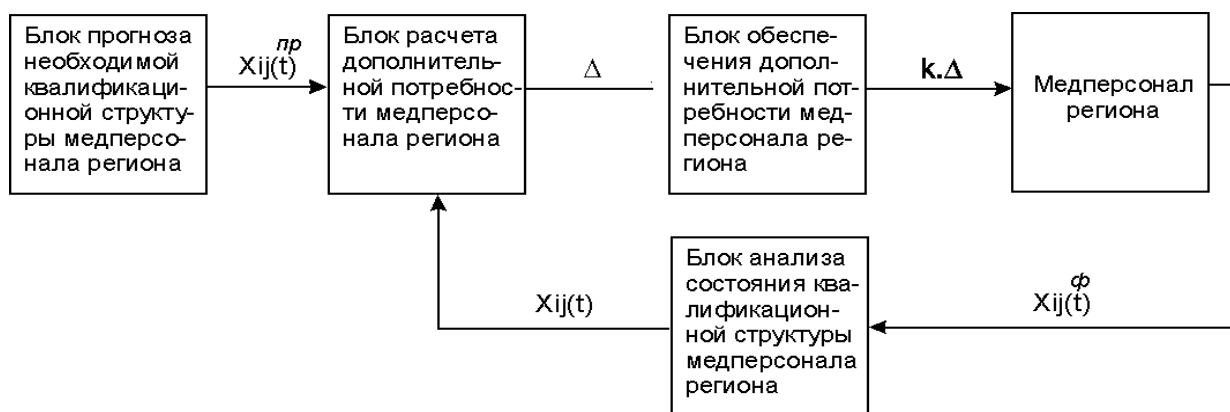 Блок прогноза
необходимой
квалификаци-
онной структу-
ры медперсо-
нала региона
Xij(t) пр
Блок расчета
дополнитель-
ной потребнос-
ти медперсо-
нала региона
Δ
Блок обеспе-
чения допол-
нительной пот-
ребности мед-
персонала ре-
гиона
k.Δ
Медперсонал
региона
Xij(t)
Блок анализа
состояния ква-
лификацион-
ной структуры
медперсонала
региона
Xij(t) ф